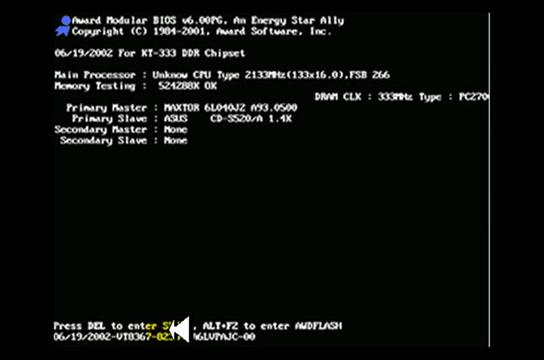 Award Modular BIOS v6.00PG, An Energy Star Ally
Copyright (C) 1984-2001, Award Software, Inc.
06/19/2002 For KT-333 DDR Chipset
Main Processor : Unknow CPU Type 2133MHz(133x16.0),FSB 266
Memory Testing : 524288K OK
DRAM CLK : 333MHz Type : PC270
Primary Master : MAXTOR 6L040J2 A93.0500
Primary Slave : ASUS CD-S520/A 1.4K
Secondary Master : None
Secondary Slave : None
Press DEL to enter , ALT+F2 to enter AWDFLASH
06/19/2002-VT8367-